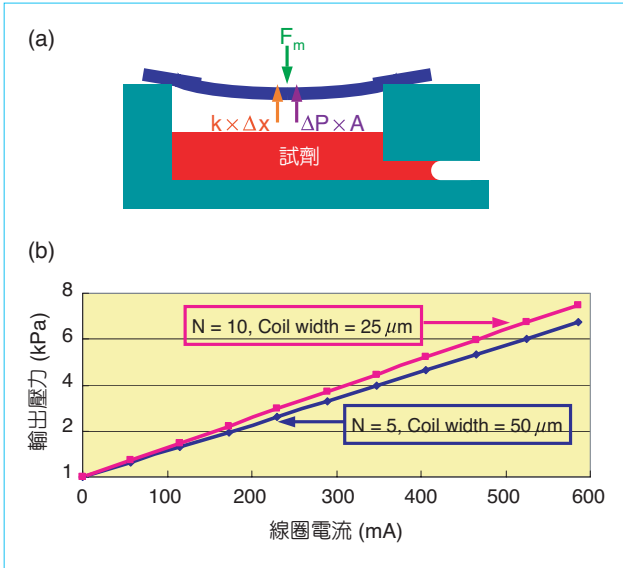 (a)
Fm
k × Δx
ΔP × A
試劑
(b)
輸出壓力 (kPa)
8
6
4
2
1
N = 10, Coil width = 25 μm
N = 5, Coil width = 50 μm
0
100
200
300
400
500
600
線圈電流 (mA)